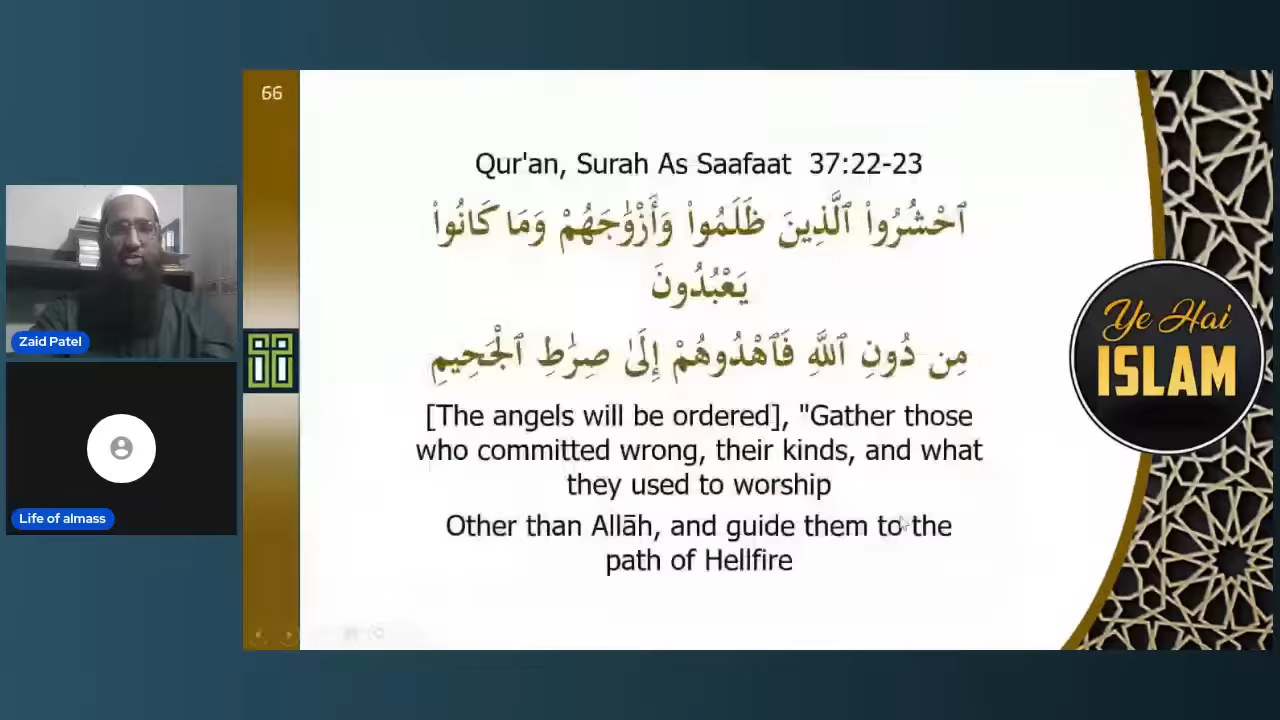 66
Qur'an, Surah As Saafaat 37:22-23
ٱحْشُرُوا۟ ٱلَّذِينَ ظَلَمُوا۟ وَأَزْوَٰجَهُمْ وَمَا كَانُوا۟
يَعْبُدُونَ
مِن دُونِ ٱللَّهِ فَٱهْدُوهُمْ إِلَىٰ صِرَٰطِ ٱلْجَحِيمِ
[The angels will be ordered], "Gather those
who committed wrong, their kinds, and what
they used to worship
Other than Allāh, and guide them to the
path of Hellfire
Zaid Patel
Life of almass
Ye Hai
ISLAM